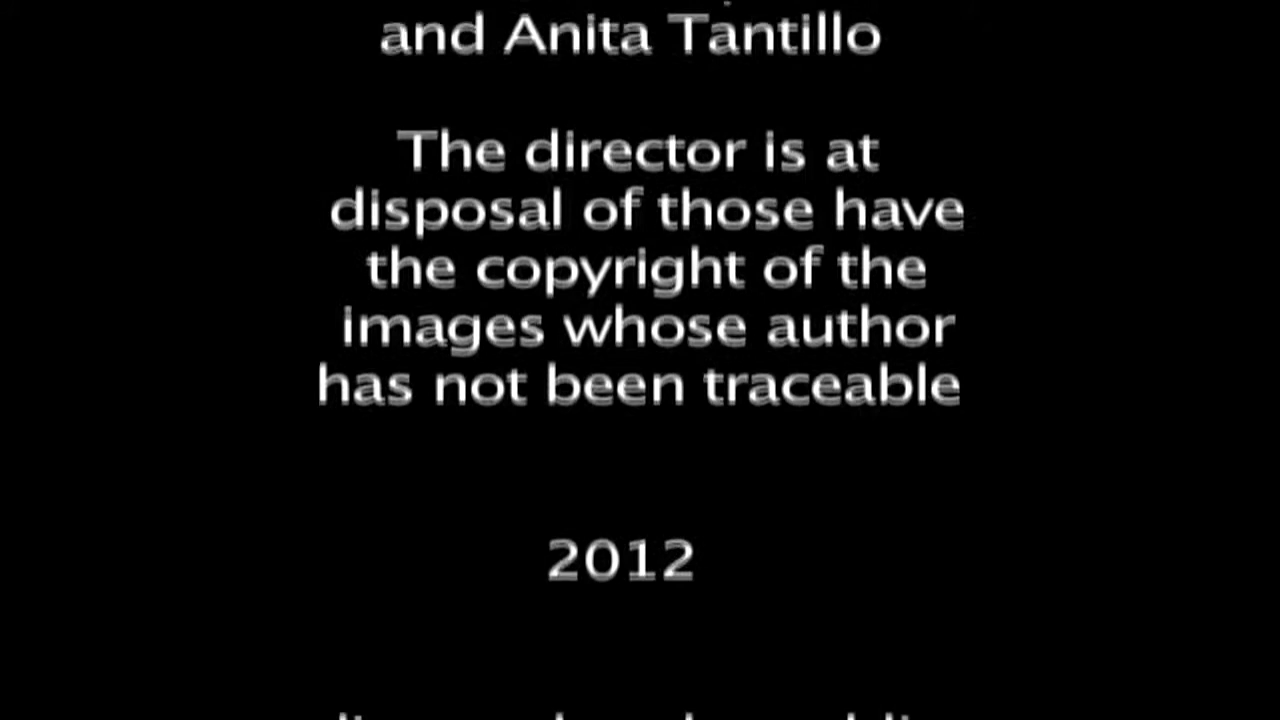 and Anita Tantillo
The director is at
disposal of those have
the copyright of the
images whose author
has not been traceable
2012